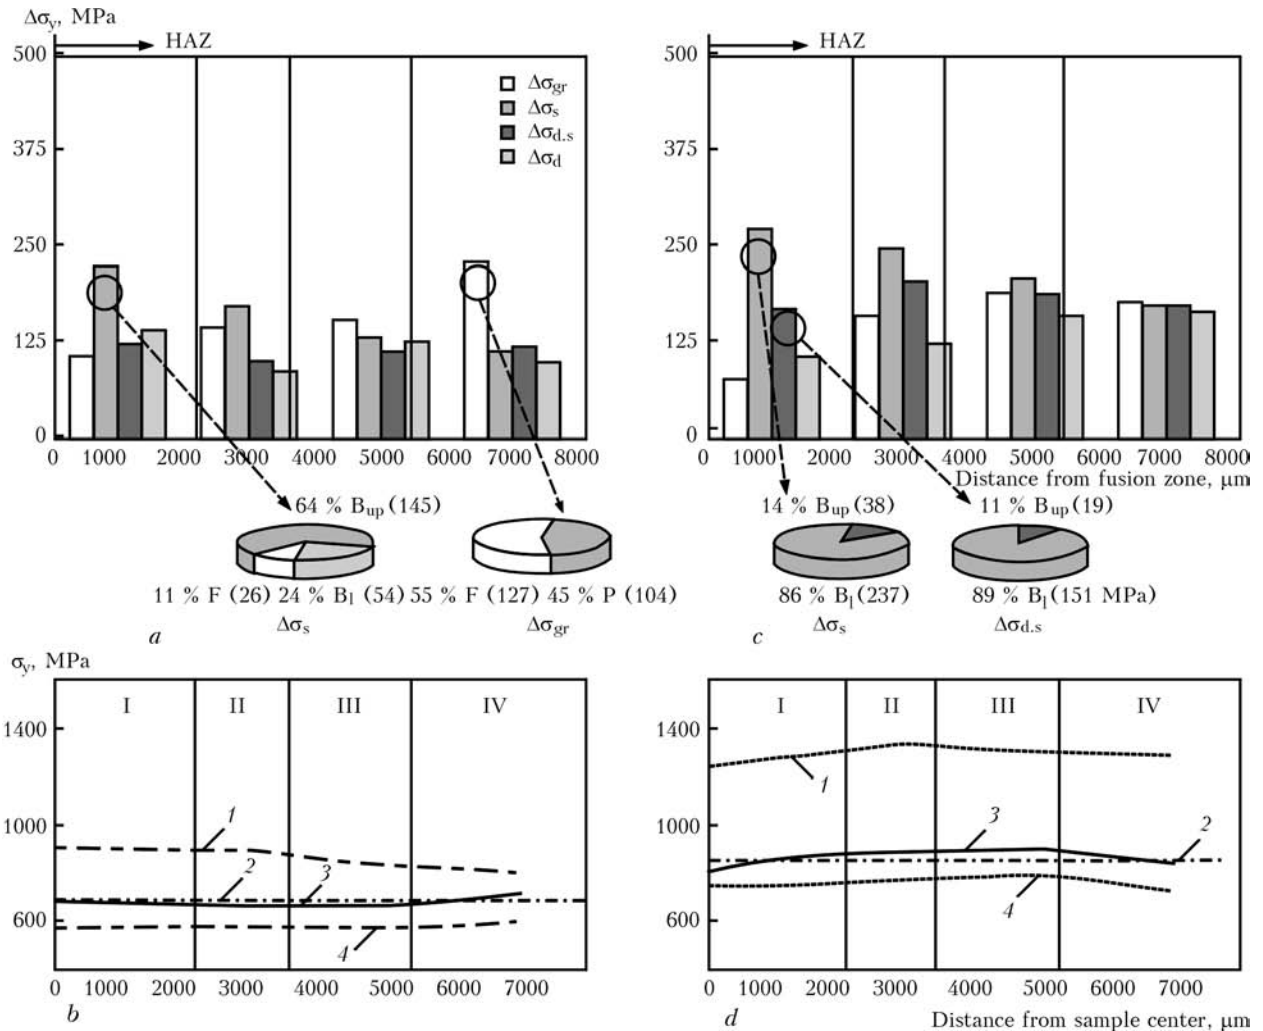 Δσy, MPa
HAZ
500
375
250
125
0
Δσgr
Δσs
Δσd.s
Δσd
0 1000 2000 3000 4000 5000 6000 7000 8000
64 % Bup (145)
11 % F (26) 24 % Bl (54) 55 % F (127) 45 % P (104)
Δσs
Δσgr
a
HAZ
500
375
250
125
0
0 1000 2000 3000 4000 5000 6000 7000 8000
Distance from fusion zone, μm
14 % Bup (38)
11 % Bup (19)
86 % Bl (237)
89 % Bl (151 MPa)
Δσs
Δσd.s
c
σy, MPa
1400
1000
600
I II III IV
1
2
3
4
0 1000 2000 3000 4000 5000 6000 7000
b
1400
1000
600
I II III IV
1
3
2
4
0 1000 2000 3000 4000 5000 6000 7000
d
Distance from sample center, μm